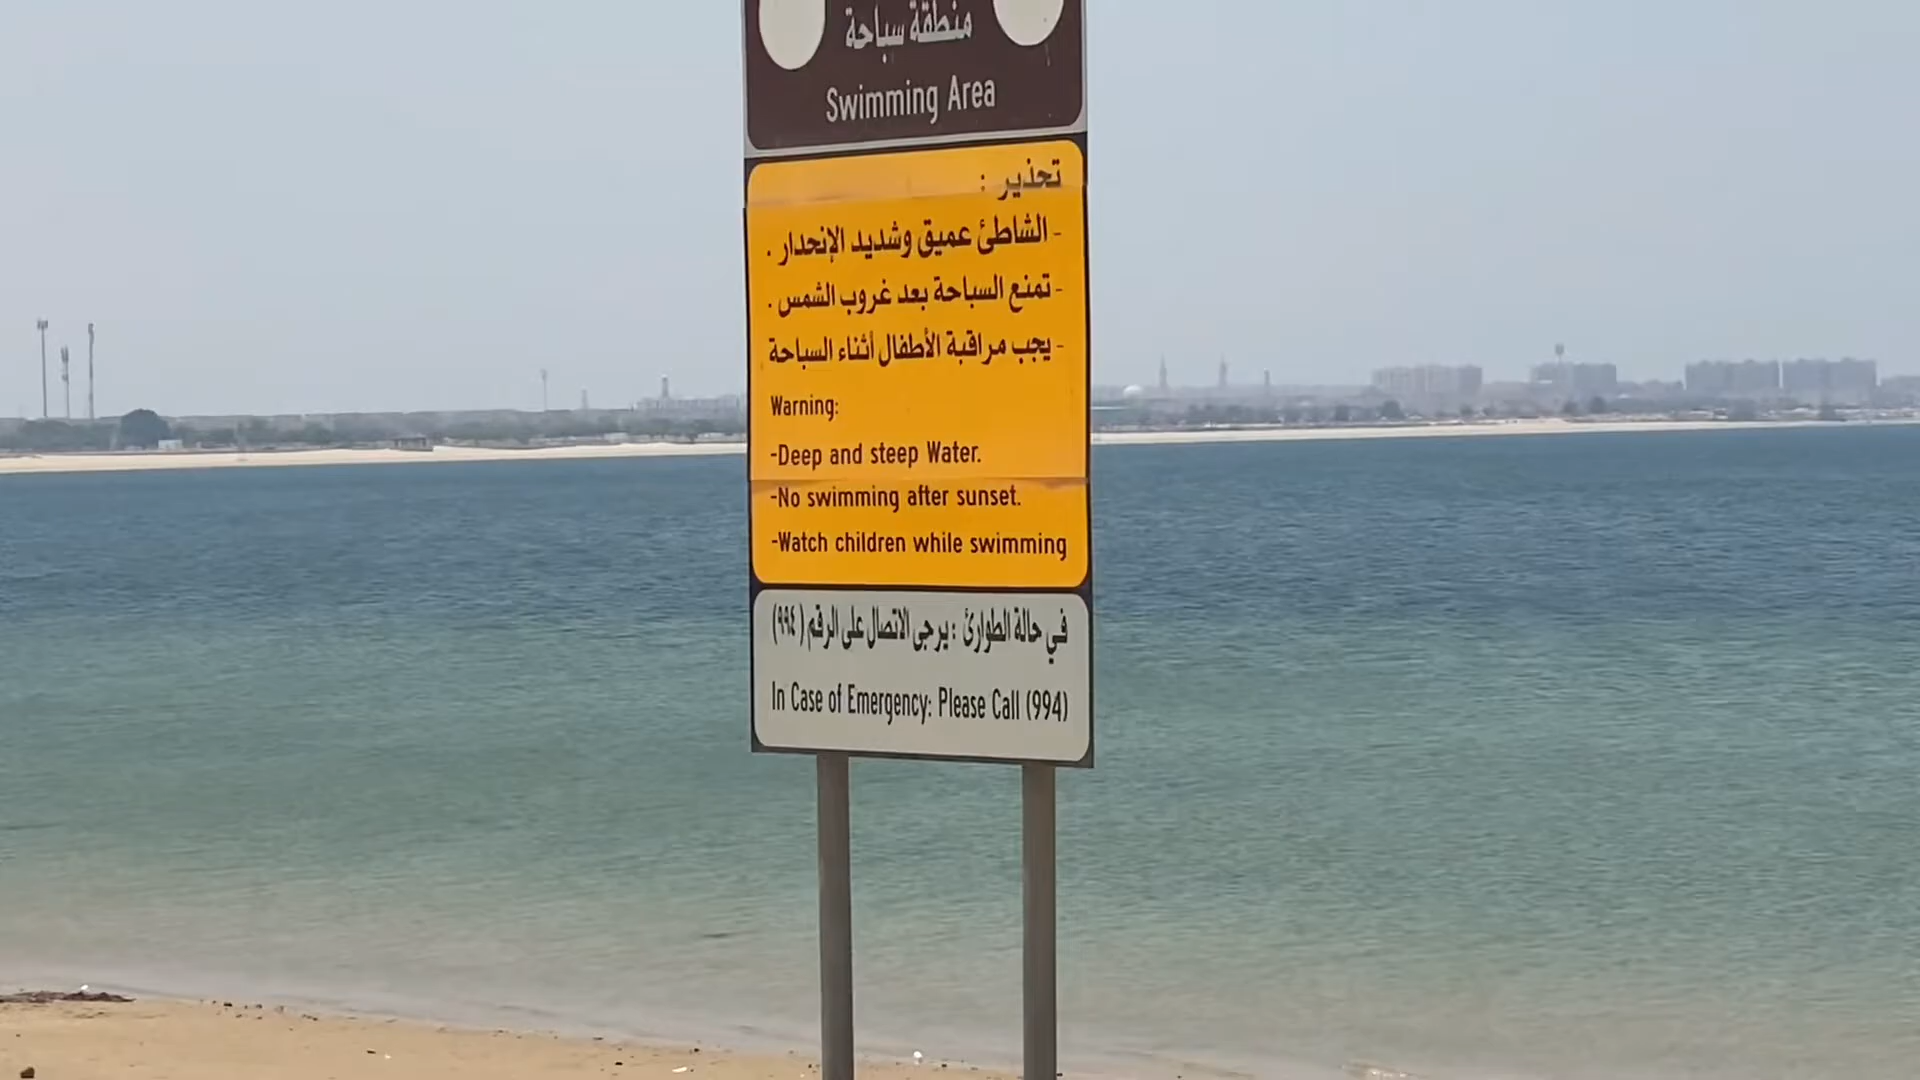 منطقة سباحة
Swimming Area
تحذير :
- الشاطئ عميق وشديد الإنحدار .
- تمنع السباحة بعد غروب الشمس .
- يجب مراقبة الأطفال أثناء السباحة
Warning:
-Deep and steep Water.
-No swimming after sunset.
-Watch children while swimming
في حالة الطوارئ : يرجى الاتصال على الرقم (٩٩٤)
In Case of Emergency: Please Call (994)